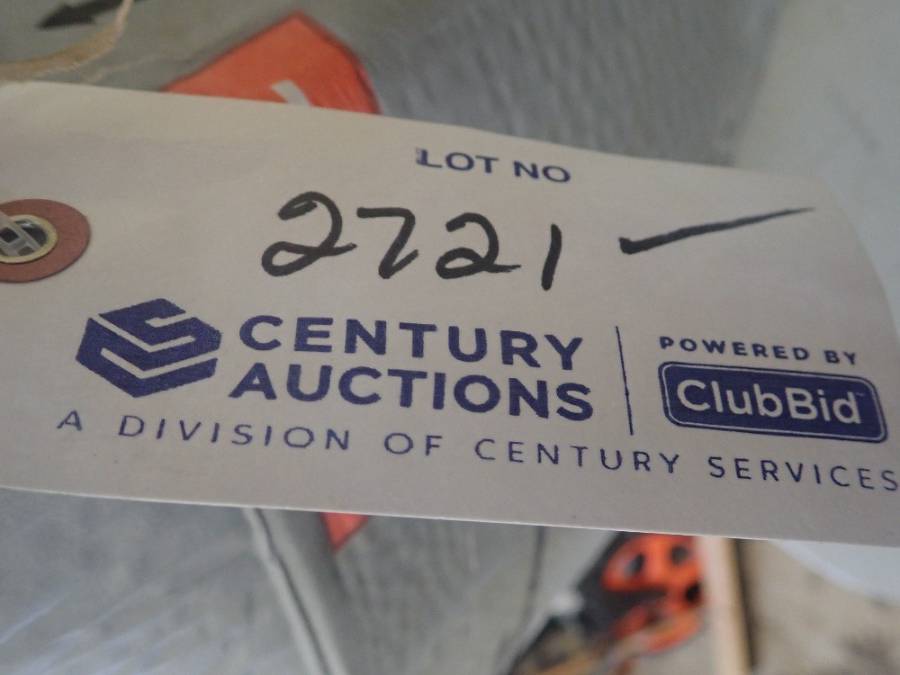 LOT NO
2721
CENTURY
AUCTIONS
A DIVISION OF CENTURY SERVICES
POWERED BY
ClubBid